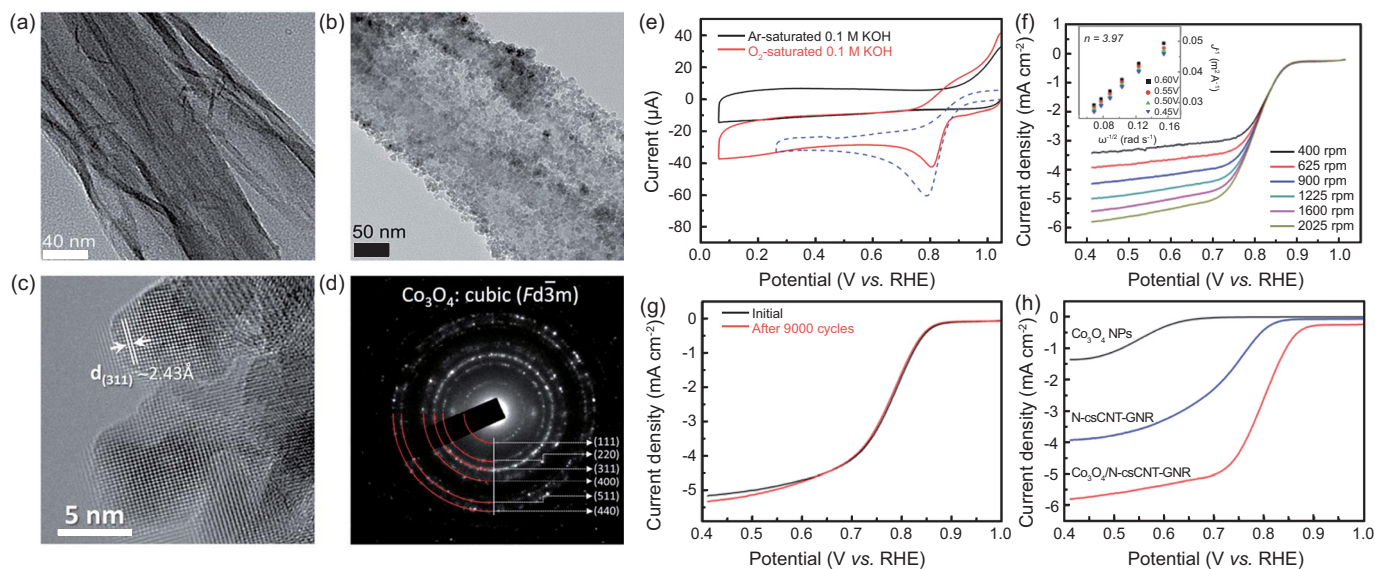 (a)
40 nm
(b)
50 nm
(c)
d(311) ~2.43Å
5 nm
(d)
Co₃O₄: cubic (Fd3̄m)
(111)
(220)
(311)
(400)
(511)
(440)
(e)
Ar-saturated 0.1 M KOH
O₂-saturated 0.1 M KOH
40
20
0
-20
-40
-60
-80
Current (µA)
0.0 0.2 0.4 0.6 0.8 1.0
Potential (V vs. RHE)
(f)
n = 3.97
0.05
0.04
0.03
J⁻¹ (m² A⁻¹)
0.60V
0.55V
0.50V
0.45V
0.08 0.12 0.16
ω⁻¹/² (rad s⁻¹)
400 rpm
625 rpm
900 rpm
1225 rpm
1600 rpm
2025 rpm
1
0
-1
-2
-3
-4
-5
-6
Current density (mA cm⁻²)
0.4 0.5 0.6 0.7 0.8 0.9 1.0
Potential (V vs. RHE)
(g)
Initial
After 9000 cycles
0
-1
-2
-3
-4
-5
Current density (mA cm⁻²)
0.4 0.5 0.6 0.7 0.8 0.9 1.0
Potential (V vs. RHE)
(h)
Co₃O₄ NPs
N-csCNT-GNR
Co₃O₄/N-csCNT-GNR
0
-1
-2
-3
-4
-5
-6
Current density (mA cm⁻²)
0.4 0.5 0.6 0.7 0.8 0.9 1.0
Potential (V vs. RHE)